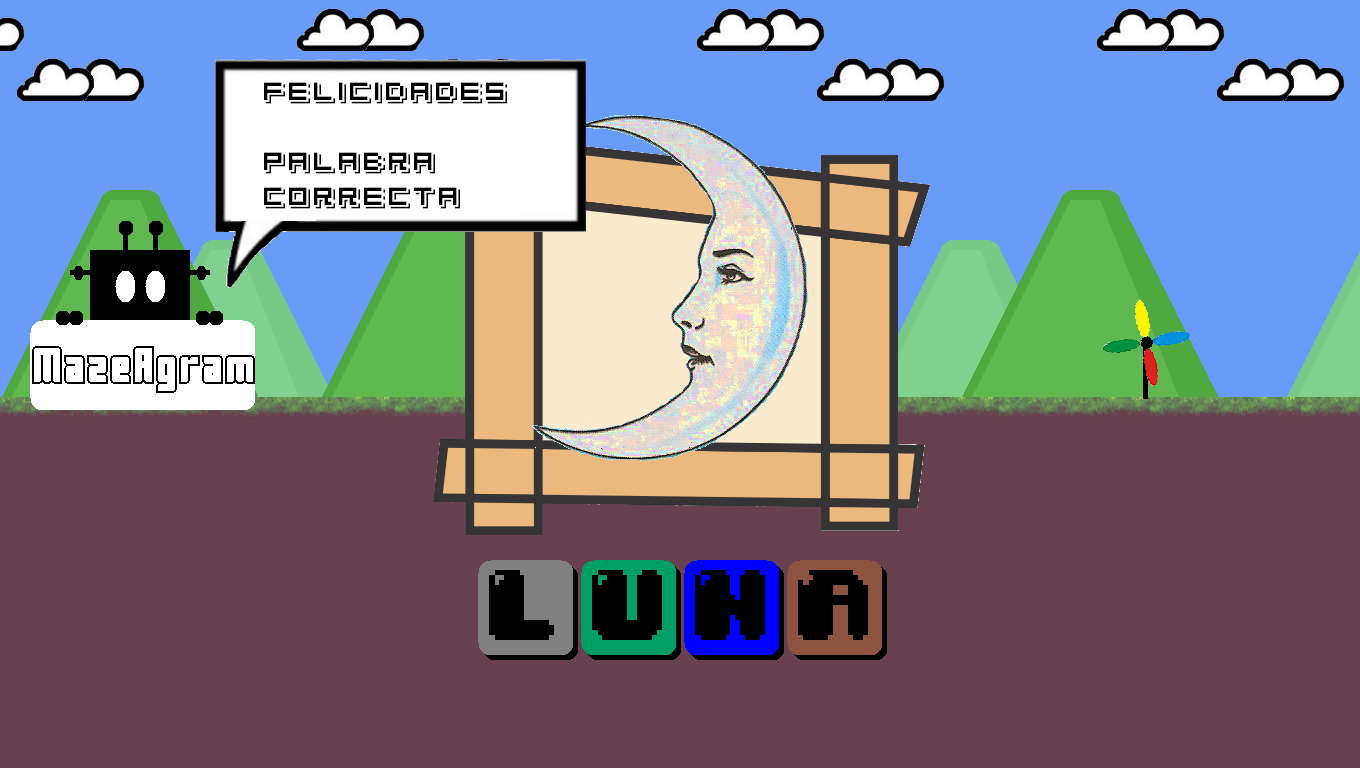 FELICIDADES
PALABRA
CORRECTA
MazeAgram
LUNA